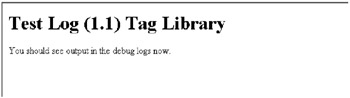 Test Log (1.1) Tag Library
You should see output in the debug logs now.